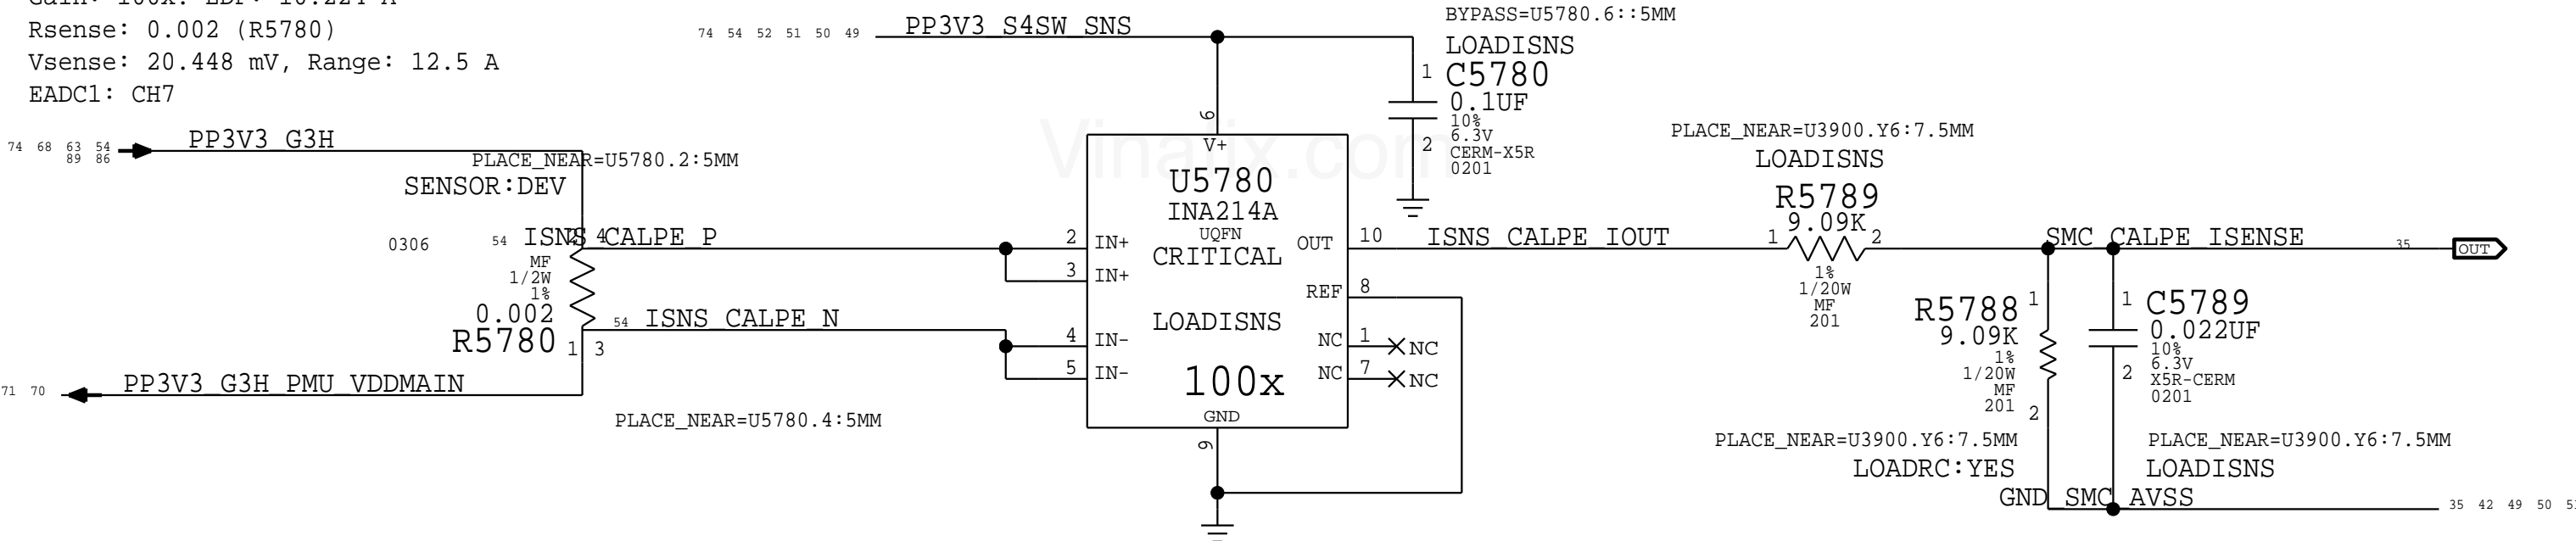 Gain: 100x. EDP: 10.224 A
Rsense: 0.002 (R5780)
Vsense: 20.448 mV, Range: 12.5 A
EADC1: CH7
74 68 63 54
89 86
PP3V3_G3H
PLACE_NEAR=U5780.2:5MM
SENSOR:DEV
0306
54
ISNS_CALPE_P
4
MF
1/2W
1%
0.002
R5780
1 3
54
ISNS_CALPE_N
71 70
PP3V3_G3H_PMU_VDDMAIN
PLACE_NEAR=U5780.4:5MM
74 54 52 51 50 49
PP3V3_S4SW_SNS
6
V+
U5780
INA214A
UQFN
CRITICAL
LOADISNS
100x
GND
9
2 IN+
3 IN+
4 IN-
5 IN-
OUT 10
REF 8
NC 1 NC
NC 7 NC
Vinafix.com
BYPASS=U5780.6::5MM
LOADISNS
1 C5780
0.1UF
10%
6.3V
2
CERM-X5R
0201
ISNS_CALPE_IOUT
PLACE_NEAR=U3900.Y6:7.5MM
LOADISNS
R5789
9.09K
1 2
1%
1/20W
MF
201
SMC_CALPE_ISENSE
35
OUT
R5788
1
9.09K
1%
1/20W
MF
201
2
PLACE_NEAR=U3900.Y6:7.5MM
LOADRC:YES
1 C5789
0.022UF
10%
6.3V
2
X5R-CERM
0201
PLACE_NEAR=U3900.Y6:7.5MM
LOADISNS
GND_SMC_AVSS
35 42 49 50